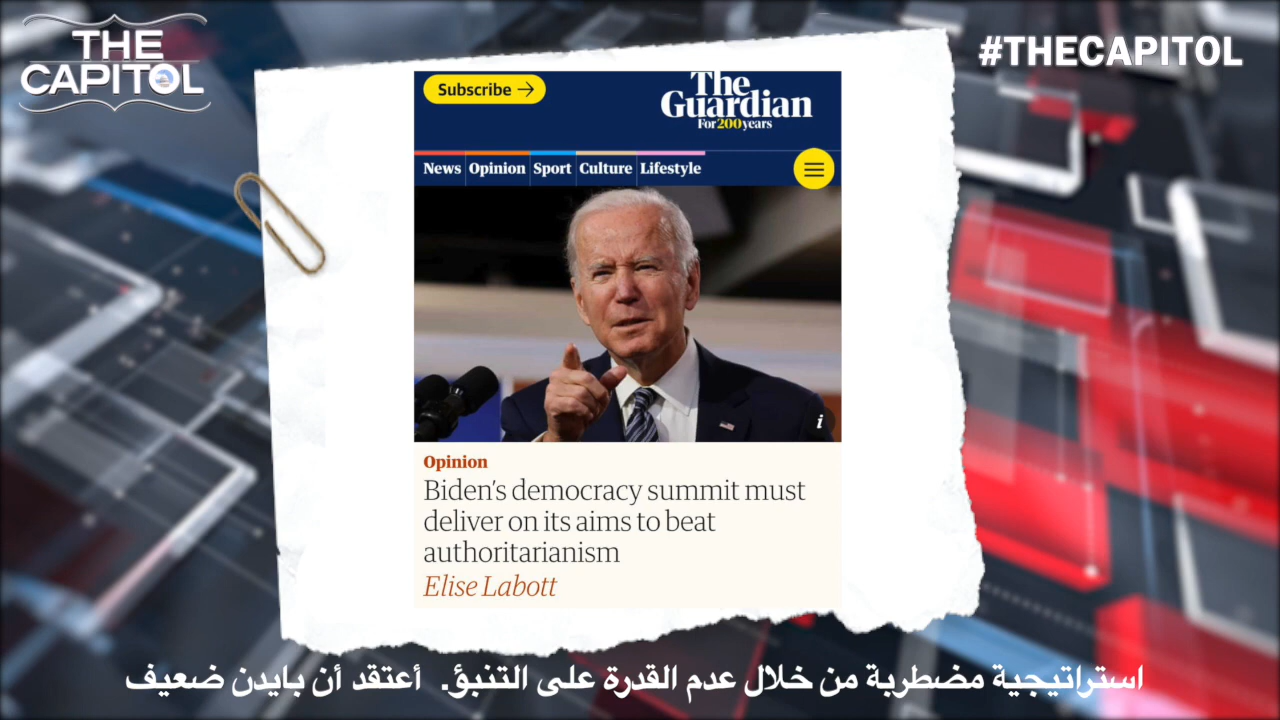 THE
CAPITOL
#THECAPITOL
Subscribe →
The
Guardian
For 200 years
News Opinion Sport Culture Lifestyle
i
Opinion
Biden's democracy summit must
deliver on its aims to beat
authoritarianism
Elise Labott
استراتيجية مضطربة من خلال عدم القدرة على التنبؤ. أعتقد أن بايدن ضعيف